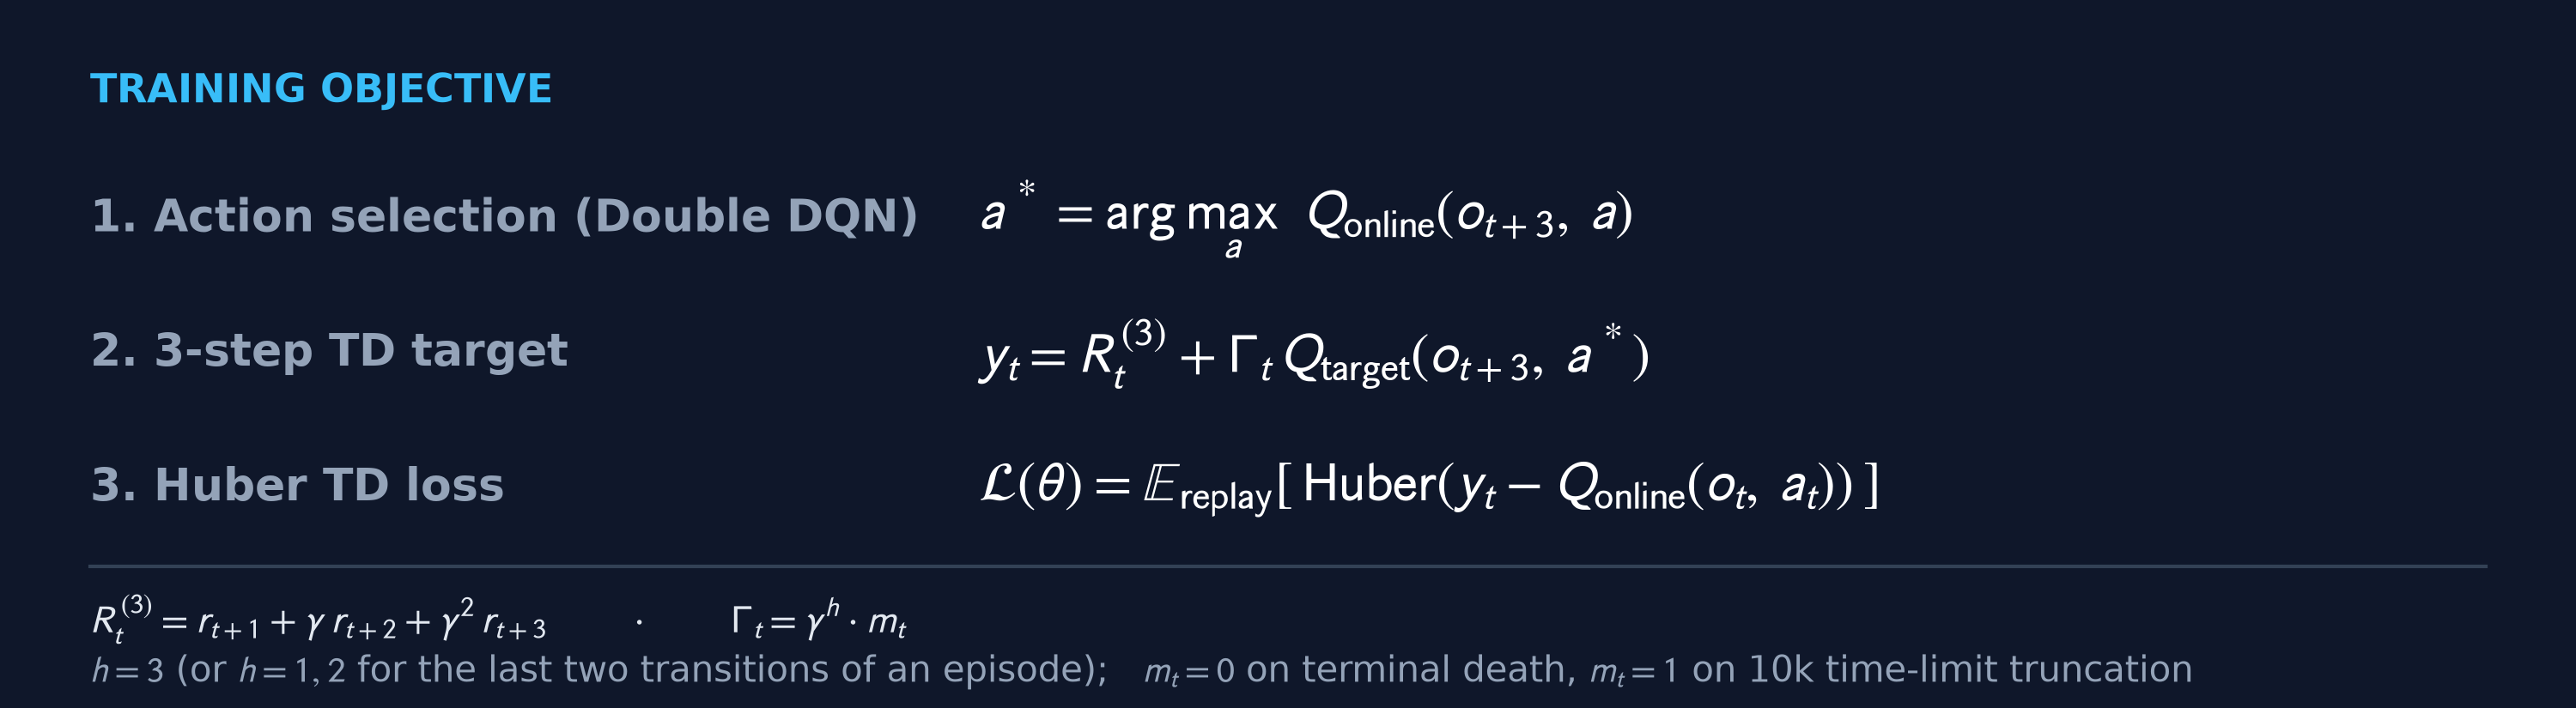 TRAINING OBJECTIVE
1. Action selection (Double DQN) a* = arg max_a Q_online(o_{t+3}, a)
2. 3-step TD target y_t = R_t^{(3)} + Γ_t Q_target(o_{t+3}, a*)
3. Huber TD loss ℒ(θ) = 𝔼_replay[ Huber(y_t − Q_online(o_t, a_t)) ]
R_t^{(3)} = r_{t+1} + γ r_{t+2} + γ² r_{t+3} · Γ_t = γ^h · m_t
h = 3 (or h = 1, 2 for the last two transitions of an episode); m_t = 0 on terminal death, m_t = 1 on 10k time-limit truncation